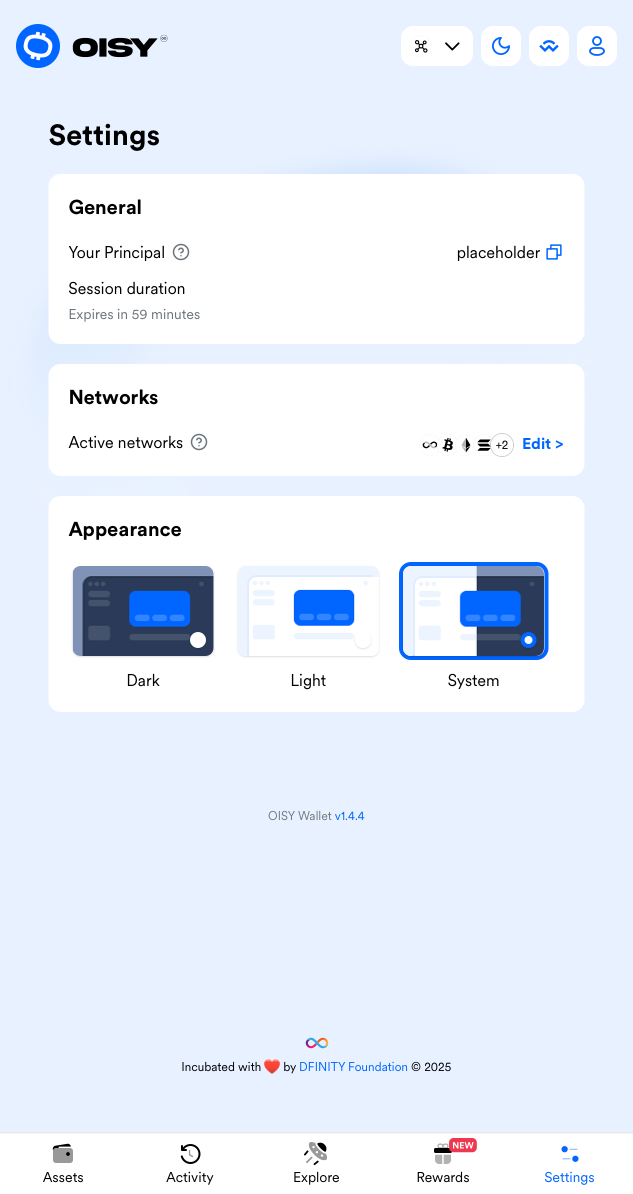 OISY
Settings
General
Your Principal
placeholder
Session duration
Expires in 59 minutes
Networks
Active networks
+2
Edit >
Appearance
Dark
Light
System
OISY Wallet v1.4.4
Incubated with ❤️ by DFINITY Foundation © 2025
NEW
Assets
Activity
Explore
Rewards
Settings